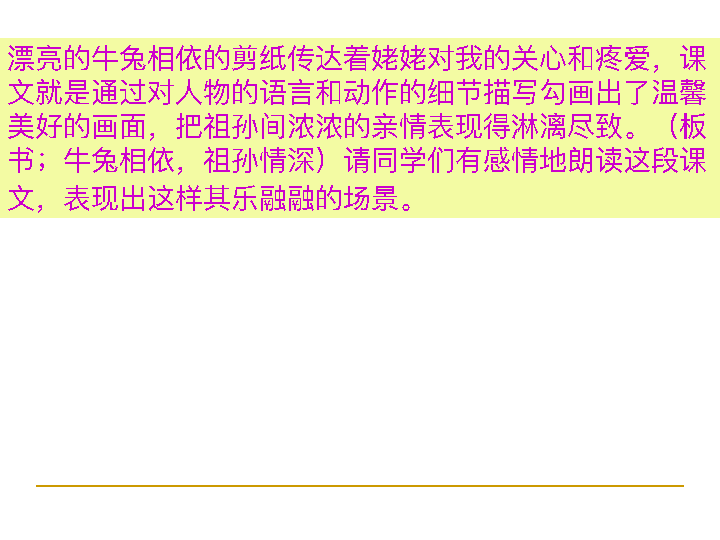 漂亮的牛兔相依的剪纸传达着姥姥对我的关心和疼爱，课
文就是通过对人物的语言和动作的细节描写勾画出了温馨
美好的画面，把祖孙间浓浓的亲情表现得淋漓尽致。（板
书；牛兔相依，祖孙情深）请同学们有感情地朗读这段课
文，表现出这样其乐融融的场景。